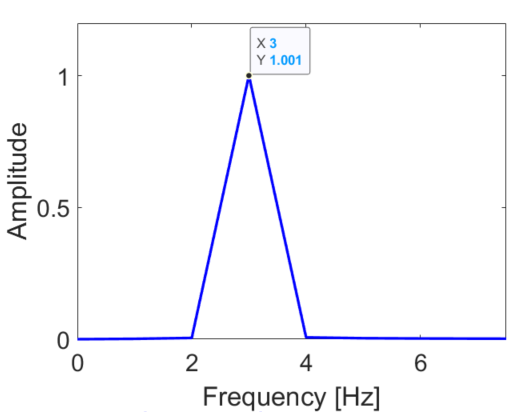 X 3
Y 1.001
1
0.5
0
Amplitude
0 2 4 6
Frequency [Hz]